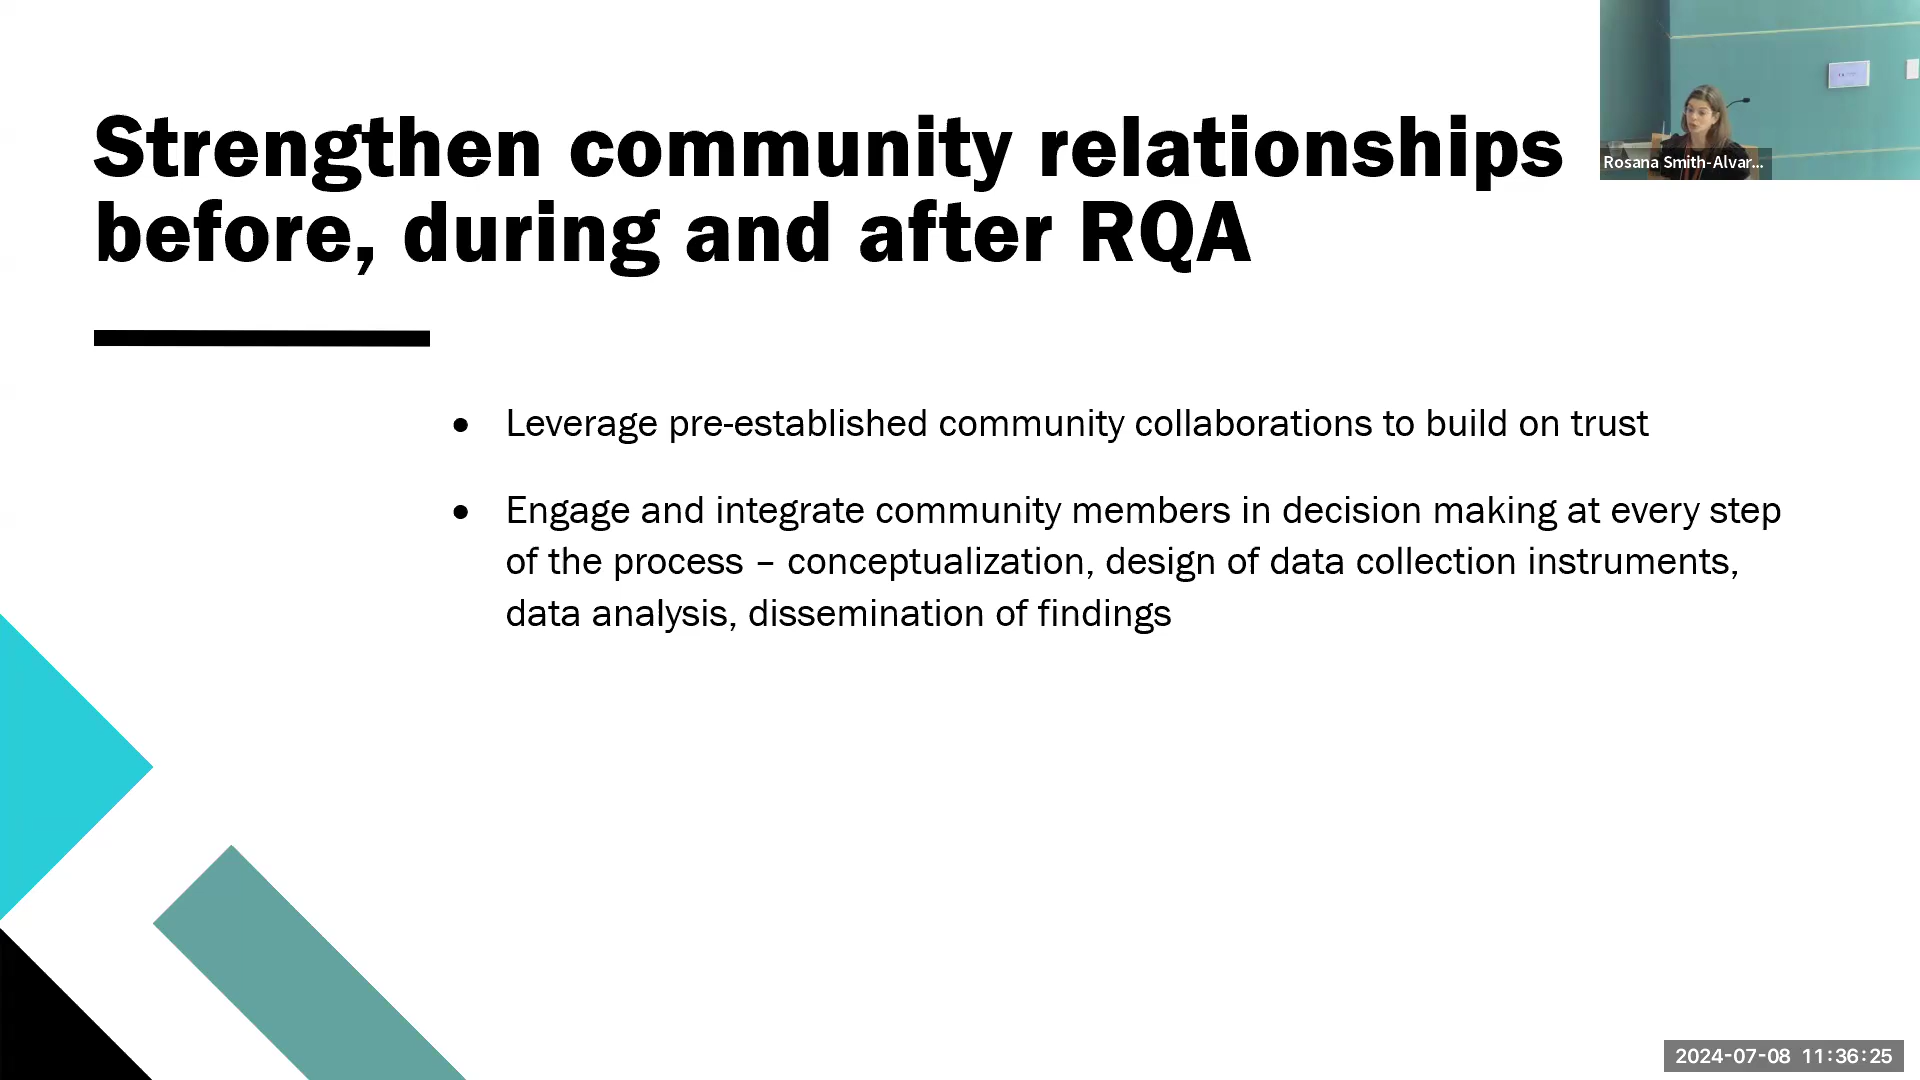 Strengthen community relationships
before, during and after RQA
Rosana Smith-Alvar...
• Leverage pre-established community collaborations to build on trust
• Engage and integrate community members in decision making at every step
of the process – conceptualization, design of data collection instruments,
data analysis, dissemination of findings
2024-07-08 11:36:25